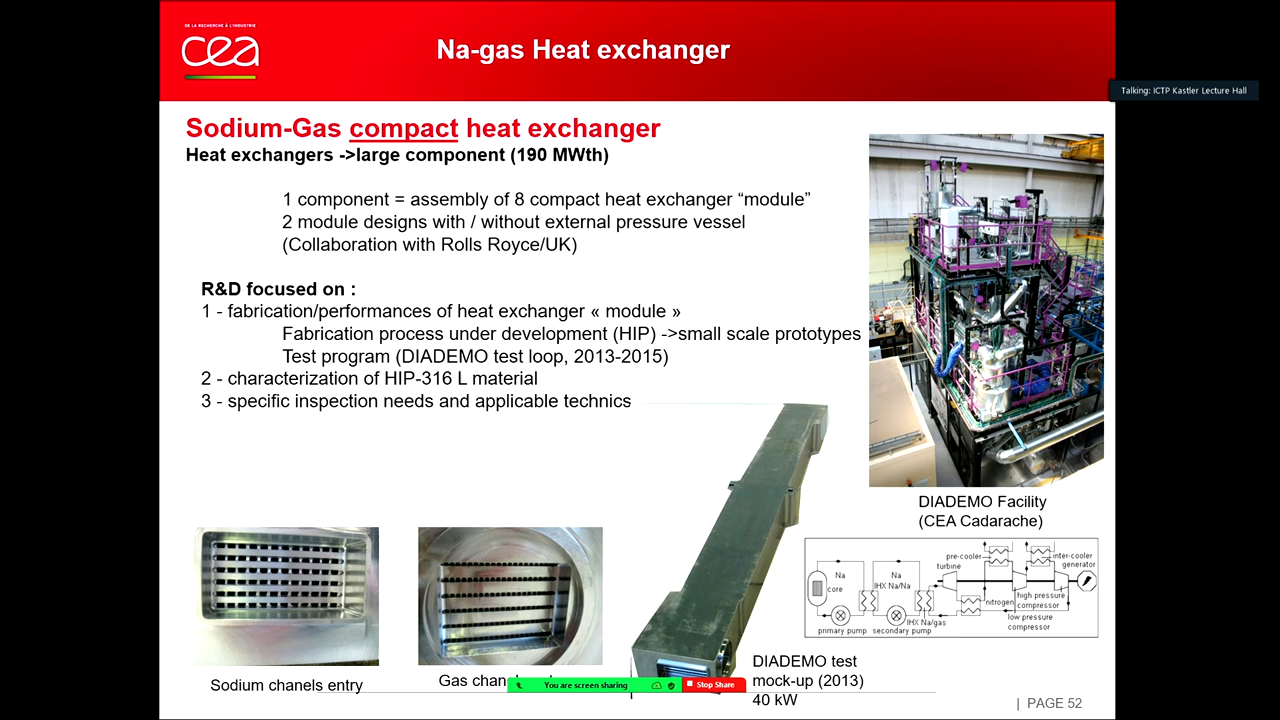 DE LA RECHERCHE À L'INDUSTRIE
cea
Na-gas Heat exchanger
Talking: ICTP Kastler Lecture Hall
Sodium-Gas compact heat exchanger
Heat exchangers ->large component (190 MWth)
1 component = assembly of 8 compact heat exchanger “module”
2 module designs with / without external pressure vessel
(Collaboration with Rolls Royce/UK)
R&D focused on :
1 - fabrication/performances of heat exchanger « module »
Fabrication process under development (HIP) ->small scale prototypes
Test program (DIADEMO test loop, 2013-2015)
2 - characterization of HIP-316 L material
3 - specific inspection needs and applicable technics
DIADEMO Facility
(CEA Cadarache)
pre-cooler
inter-cooler
turbine
generator
Na
Na
core
IHX Na/Na
nitrogen
high pressure
compressor
IHX Na/gas
low pressure
compressor
primary pump
secondary pump
Sodium chanels entry
Gas chan
You are screen sharing
Stop Share
DIADEMO test
mock-up (2013)
40 kW
| PAGE 52